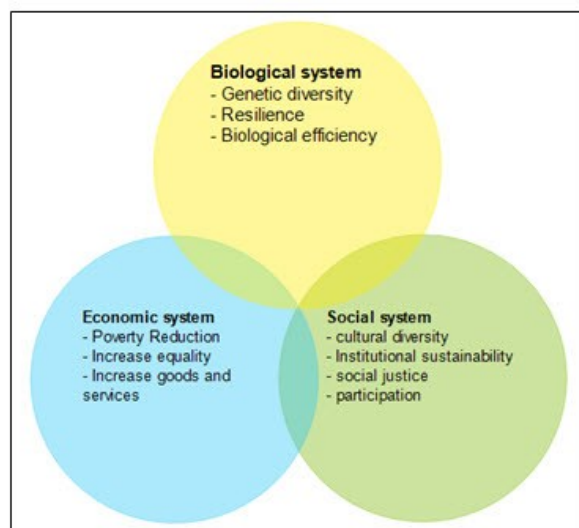 Biological system
- Genetic diversity
- Resilience
- Biological efficiency
Economic system
- Poverty Reduction
- Increase equality
- Increase goods and
services
Social system
- cultural diversity
- Institutional sustainability
- social justice
- participation